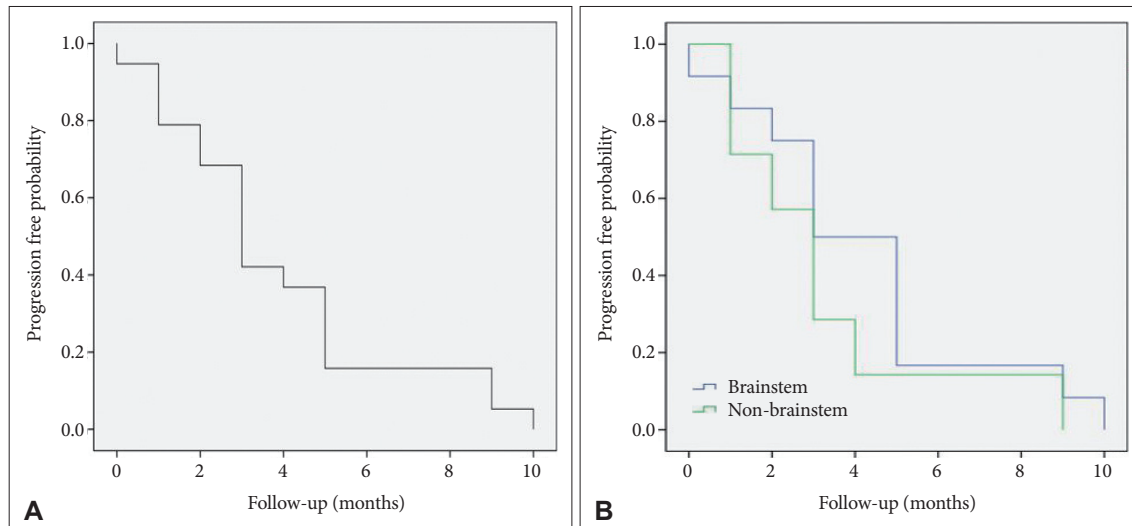 1.0
0.8
0.6
0.4
0.2
0.0
Progression free probability
0 2 4 6 8 10
Follow-up (months)
A
1.0
0.8
0.6
0.4
0.2
0.0
Progression free probability
Brainstem
Non-brainstem
0 2 4 6 8 10
Follow-up (months)
B